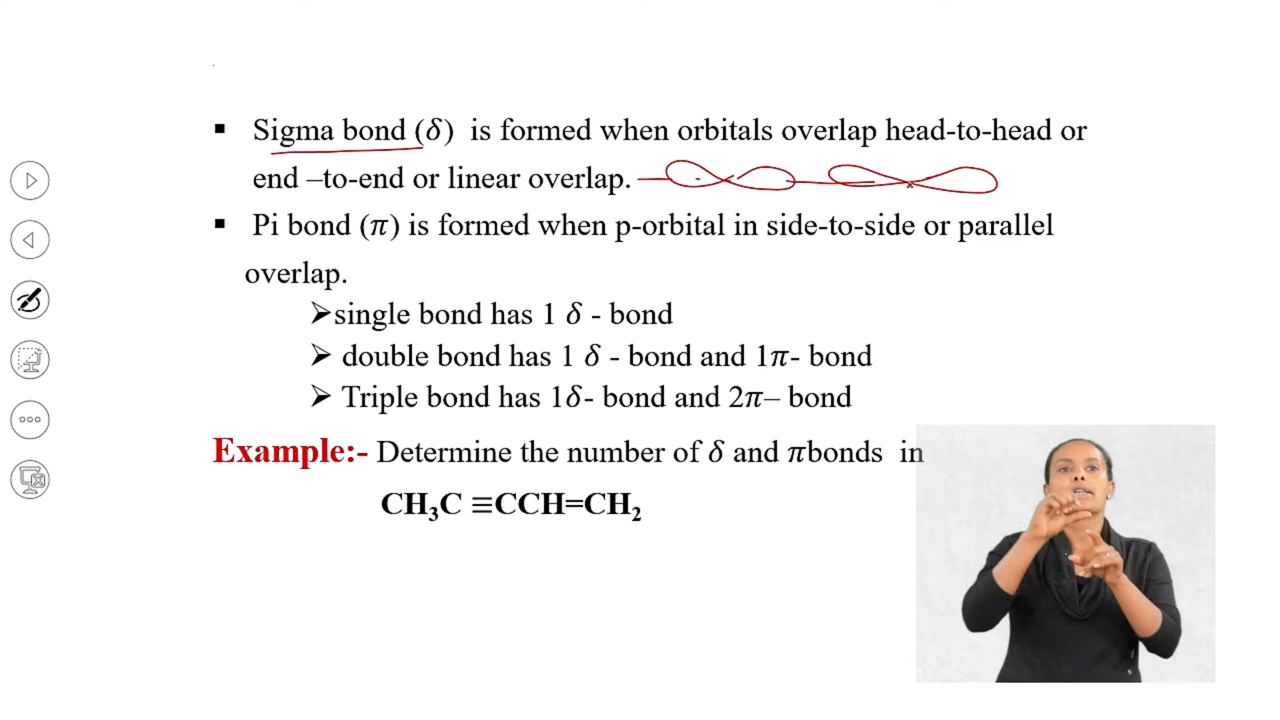 ▪ Sigma bond (δ) is formed when orbitals overlap head-to-head or
end –to-end or linear overlap.
▪ Pi bond (π) is formed when p-orbital in side-to-side or parallel
overlap.
➢single bond has 1 δ - bond
➢ double bond has 1 δ - bond and 1π- bond
➢ Triple bond has 1δ- bond and 2π– bond
Example:- Determine the number of δ and π bonds in
CH₃C ≡CCH=CH₂